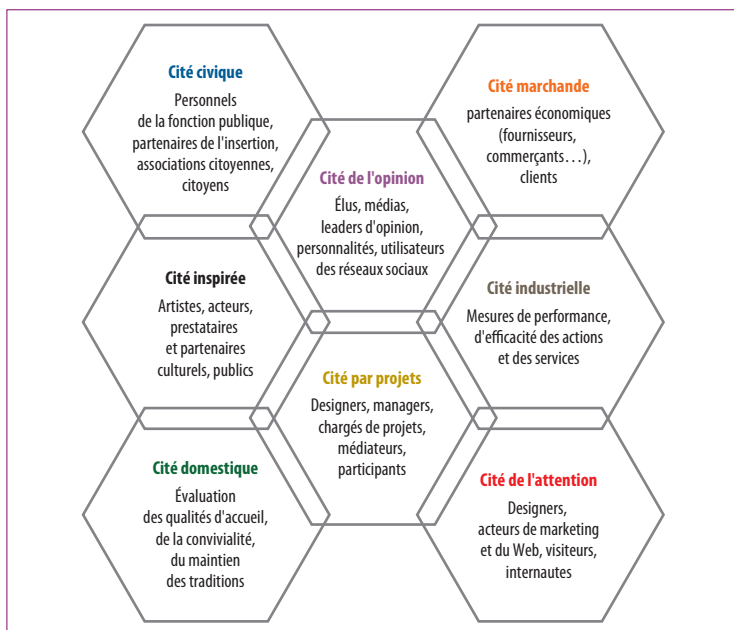 Cité civique
Personnels
de la fonction publique,
partenaires de l'insertion,
associations citoyennes,
citoyens
Cité marchande
partenaires économiques
(fournisseurs,
commerçants…),
clients
Cité de l'opinion
Élus, médias,
leaders d'opinion,
personnalités, utilisateurs
des réseaux sociaux
Cité inspirée
Artistes, acteurs,
prestataires
et partenaires
culturels, publics
Cité industrielle
Mesures de performance,
d'efficacité des actions
et des services
Cité par projets
Designers, managers,
chargés de projets,
médiateurs,
participants
Cité domestique
Évaluation
des qualités d'accueil,
de la convivialité,
du maintien
des traditions
Cité de l'attention
Designers,
acteurs de marketing
et du Web, visiteurs,
internautes